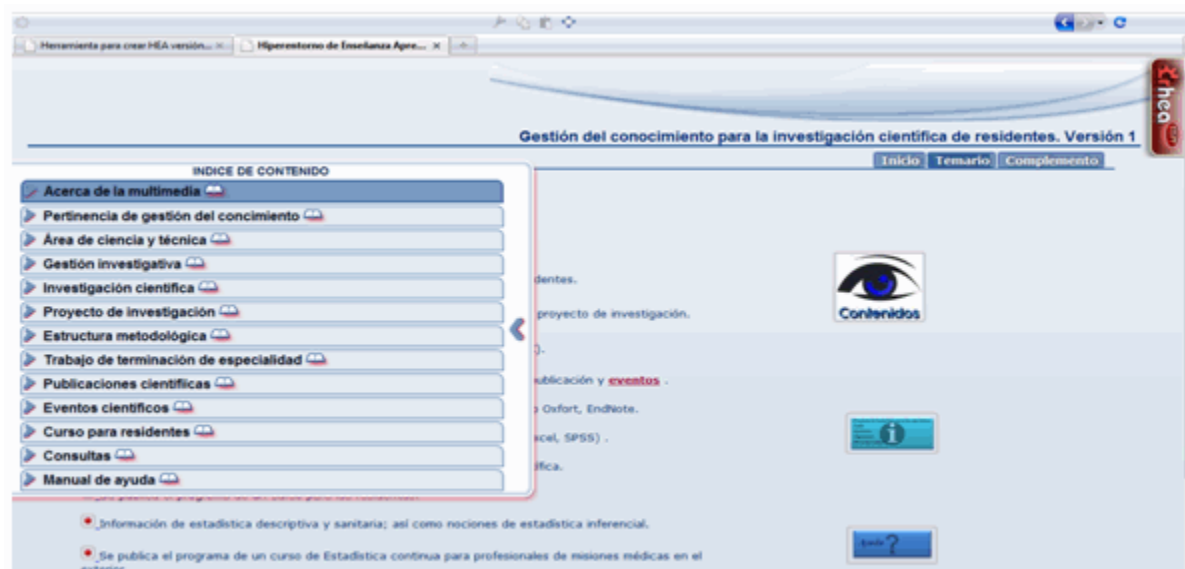 Herramienta para crear HEA versión...
Hiperentorno de Enseñanza Apre...
hea
Gestión del conocimiento para la investigación científica de residentes. Versión 1
Inicio Temario Complemento
INDICE DE CONTENIDO
Acerca de la multimedia
Pertinencia de gestión del concimiento
Área de ciencia y técnica
Gestión investigativa
Investigación científica
Proyecto de investigación
Estructura metodológica
Trabajo de terminación de especialidad
Publicaciones científicas
Eventos científicos
Curso para residentes
Consultas
Manual de ayuda
dentes.
proyecto de investigación.
).
ublicación y eventos .
o Oxfort, EndNote.
xcel, SPSS) .
ífica.
Contenidos
Información de estadística descriptiva y sanitaria; así como nociones de estadística inferencial.
Ayuda ?
Se publica el programa de un curso de Estadística continua para profesionales de misiones médicas en el